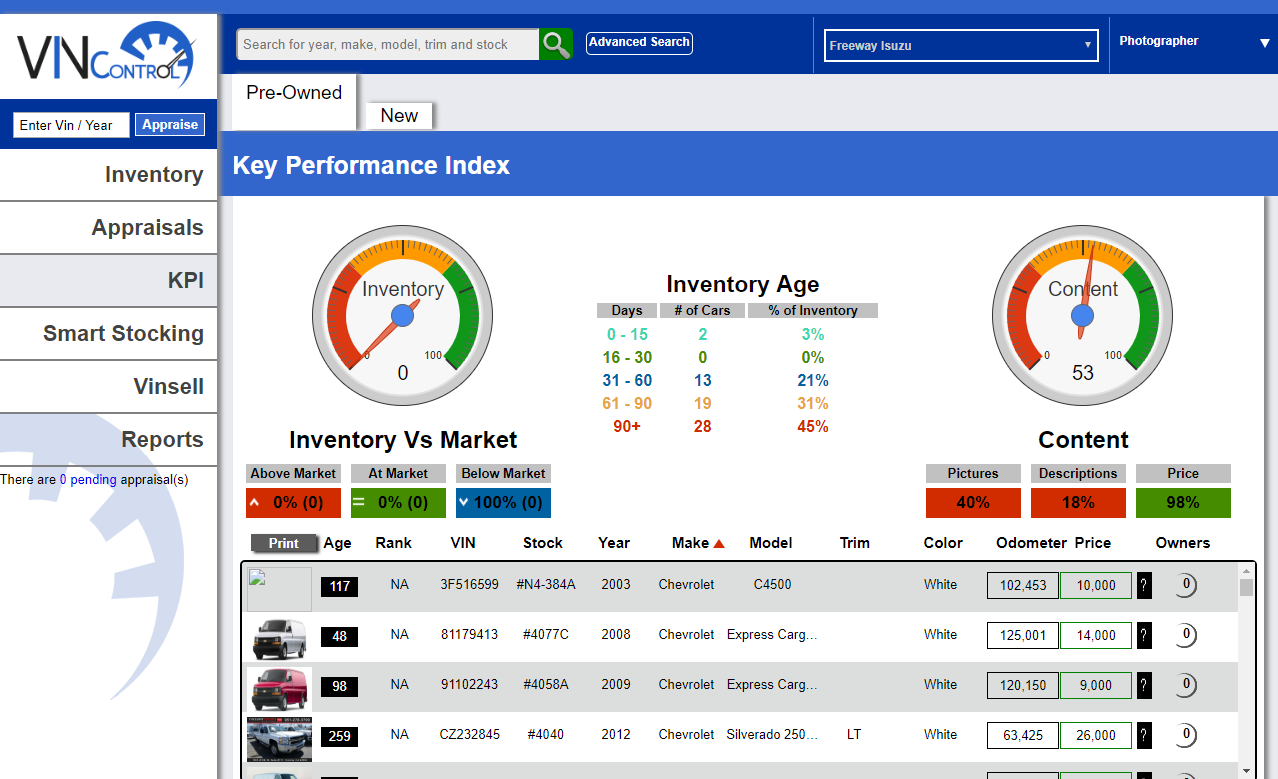 VINCONTROL
Search for year, make, model, trim and stock
Advanced Search
Freeway Isuzu
Photographer
Enter Vin / Year
Appraise
Inventory
Appraisals
KPI
Smart Stocking
Vinsell
Reports
There are 0 pending appraisal(s)
Pre-Owned
New
Key Performance Index
Inventory
0 100
0
Inventory Vs Market
Above Market At Market Below Market
0% (0) = 0% (0) 100% (0)
Inventory Age
Days # of Cars % of Inventory
0 - 15 2 3%
16 - 30 0 0%
31 - 60 13 21%
61 - 90 19 31%
90+ 28 45%
Content
0 100
53
Content
Pictures Descriptions Price
40% 18% 98%
Print Age Rank VIN Stock Year Make Model Trim Color Odometer Price Owners
117 NA 3F516599 #N4-384A 2003 Chevrolet C4500 White 102,453 10,000 ? 0
48 NA 81179413 #4077C 2008 Chevrolet Express Carg... White 125,001 14,000 ? 0
98 NA 91102243 #4058A 2009 Chevrolet Express Carg... White 120,150 9,000 ? 0
259 NA CZ232845 #4040 2012 Chevrolet Silverado 250... LT White 63,425 26,000 ? 0